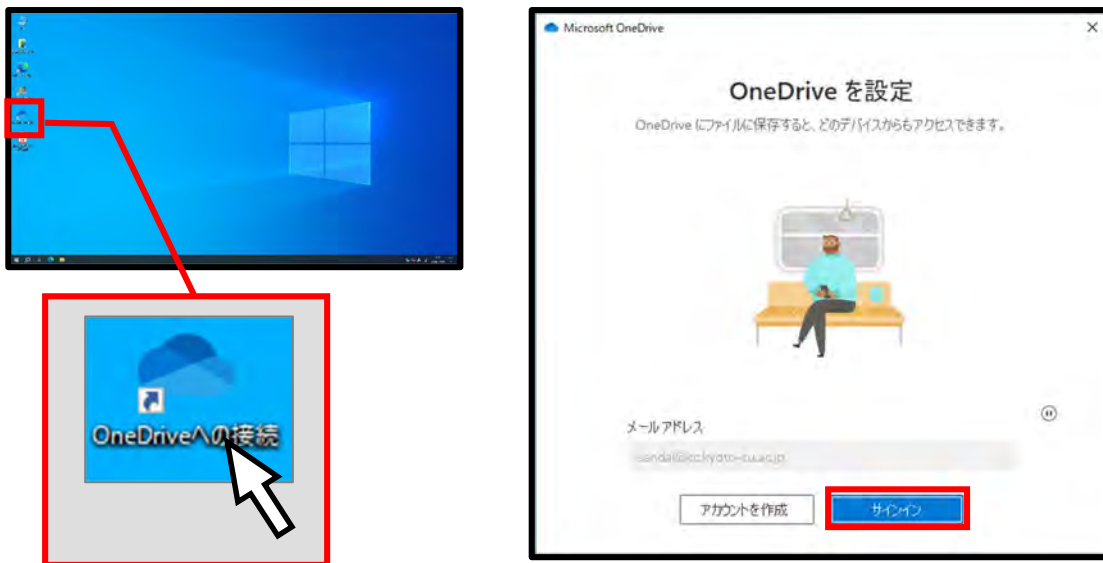 OneDriveへの接続
Microsoft OneDrive
OneDrive を設定
OneDrive にファイルに保存すると、どのデバイスからもアクセスできます。
メール アドレス
アカウントを作成
サインイン